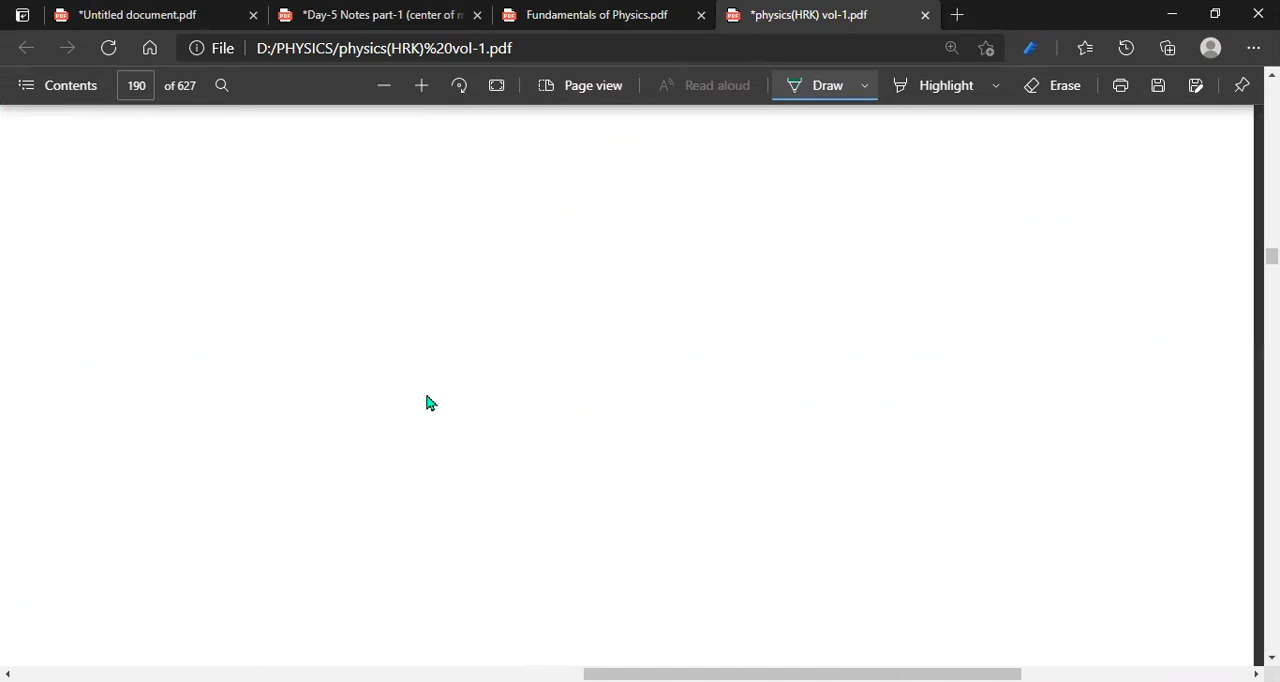 *Untitled document.pdf
*Day-5 Notes part-1 (center of
Fundamentals of Physics.pdf
*physics(HRK) vol-1.pdf
File
D:/PHYSICS/physics(HRK)%20vol-1.pdf
Contents
190
of 627
Page view
Read aloud
Draw
Highlight
Erase